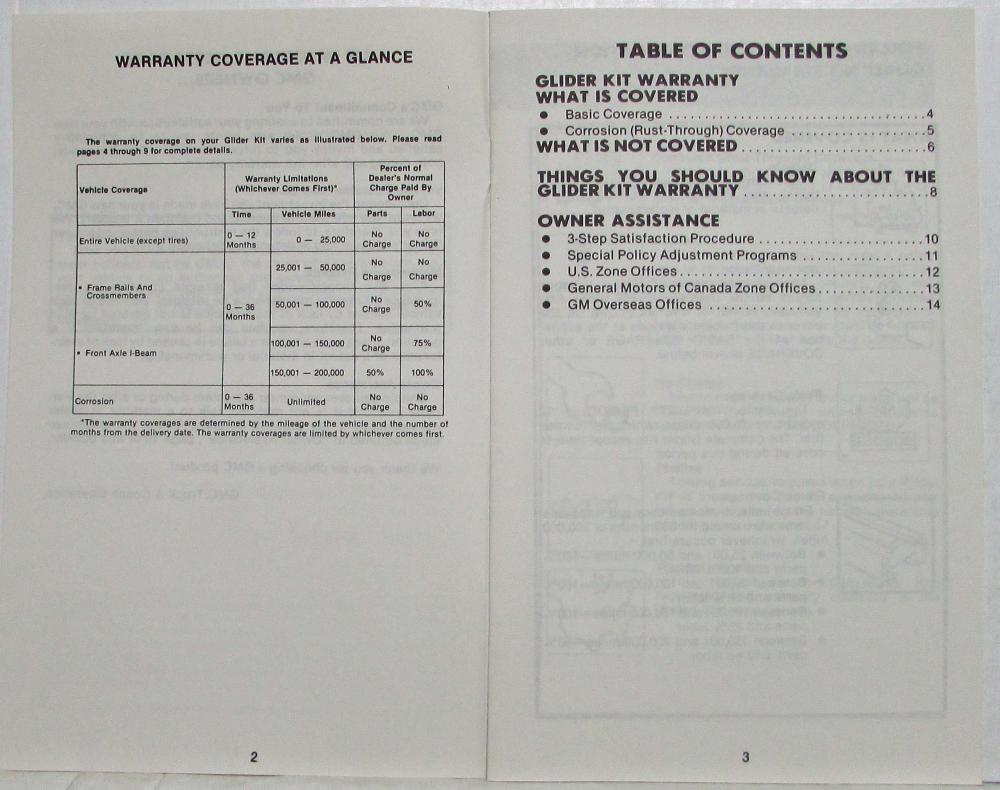 WARRANTY COVERAGE AT A GLANCE
The warranty coverage on your Glider Kit varies as illustrated below. Please read
pages 4 through 9 for complete details.
Vehicle Coverage
Warranty Limitations
(Whichever Comes First)*
Percent of
Dealer's Normal
Charge Paid By
Owner
Time Vehicle Miles Parts Labor
Entire Vehicle (except tires) 0 — 12 Months 0 — 25,000 No Charge No Charge
• Frame Rails And
Crossmembers
0 — 36
Months
25,001 — 50,000 No Charge No Charge
50,001 — 100,000 No Charge 50%
100,001 — 150,000 No Charge 75%
• Front Axle I-Beam
150,001 — 200,000 50% 100%
Corrosion 0 — 36 Months Unlimited No Charge No Charge
*The warranty coverages are determined by the mileage of the vehicle and the number of
months from the delivery date. The warranty coverages are limited by whichever comes first.
2
TABLE OF CONTENTS
GLIDER KIT WARRANTY
WHAT IS COVERED
● Basic Coverage ........................ 4
● Corrosion (Rust-Through) Coverage ............ 5
WHAT IS NOT COVERED ........................ 6
THINGS YOU SHOULD KNOW ABOUT THE
GLIDER KIT WARRANTY ........................ 8
OWNER ASSISTANCE
● 3-Step Satisfaction Procedure ................ 10
● Special Policy Adjustment Programs ............ 11
● U.S. Zone Offices ........................ 12
● General Motors of Canada Zone Offices ............ 13
● GM Overseas Offices ........................ 14
3